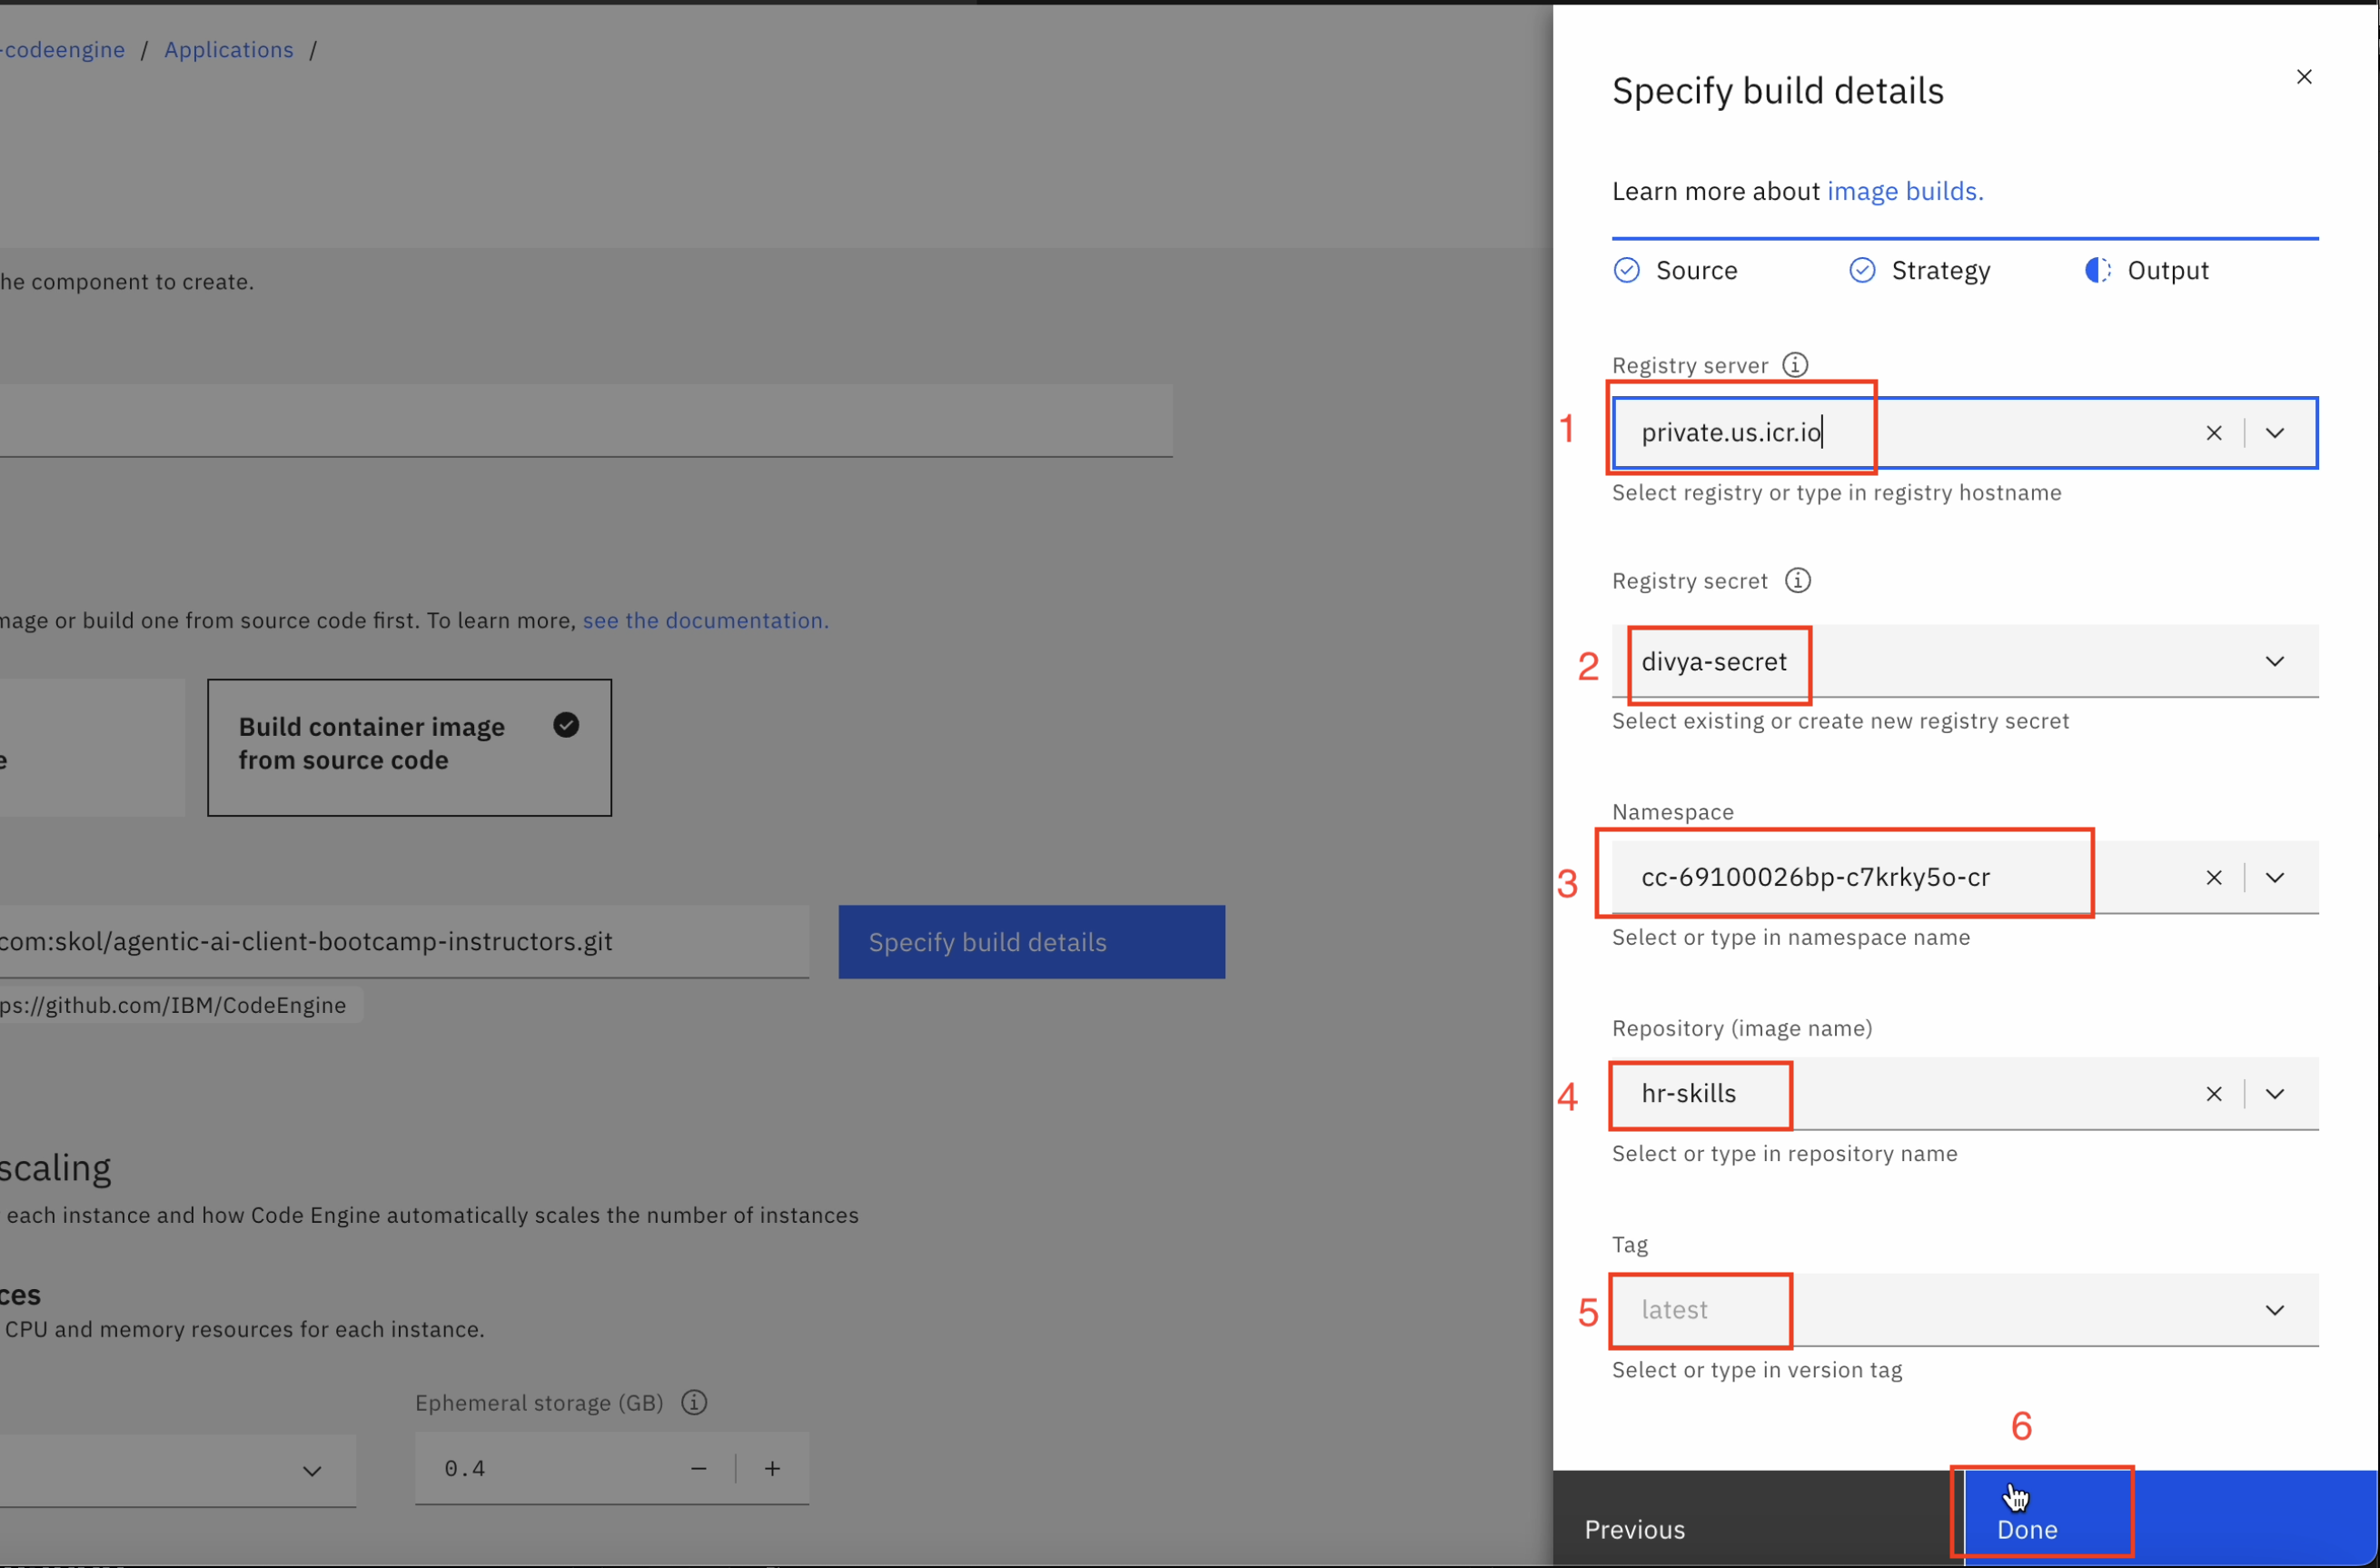 -codeengine / Applications /
he component to create.
mage or build one from source code first. To learn more, see the documentation.
e
Build container image
from source code
com:skol/agentic-ai-client-bootcamp-instructors.git
Specify build details
ps://github.com/IBM/CodeEngine
scaling
each instance and how Code Engine automatically scales the number of instances
ces
CPU and memory resources for each instance.
Ephemeral storage (GB)
0.4
Specify build details
Learn more about image builds.
Source
Strategy
Output
Registry server
1
private.us.icr.io
Select registry or type in registry hostname
Registry secret
2
divya-secret
Select existing or create new registry secret
Namespace
3
cc-69100026bp-c7krky5o-cr
Select or type in namespace name
Repository (image name)
4
hr-skills
Select or type in repository name
Tag
5
latest
Select or type in version tag
6
Previous
Done